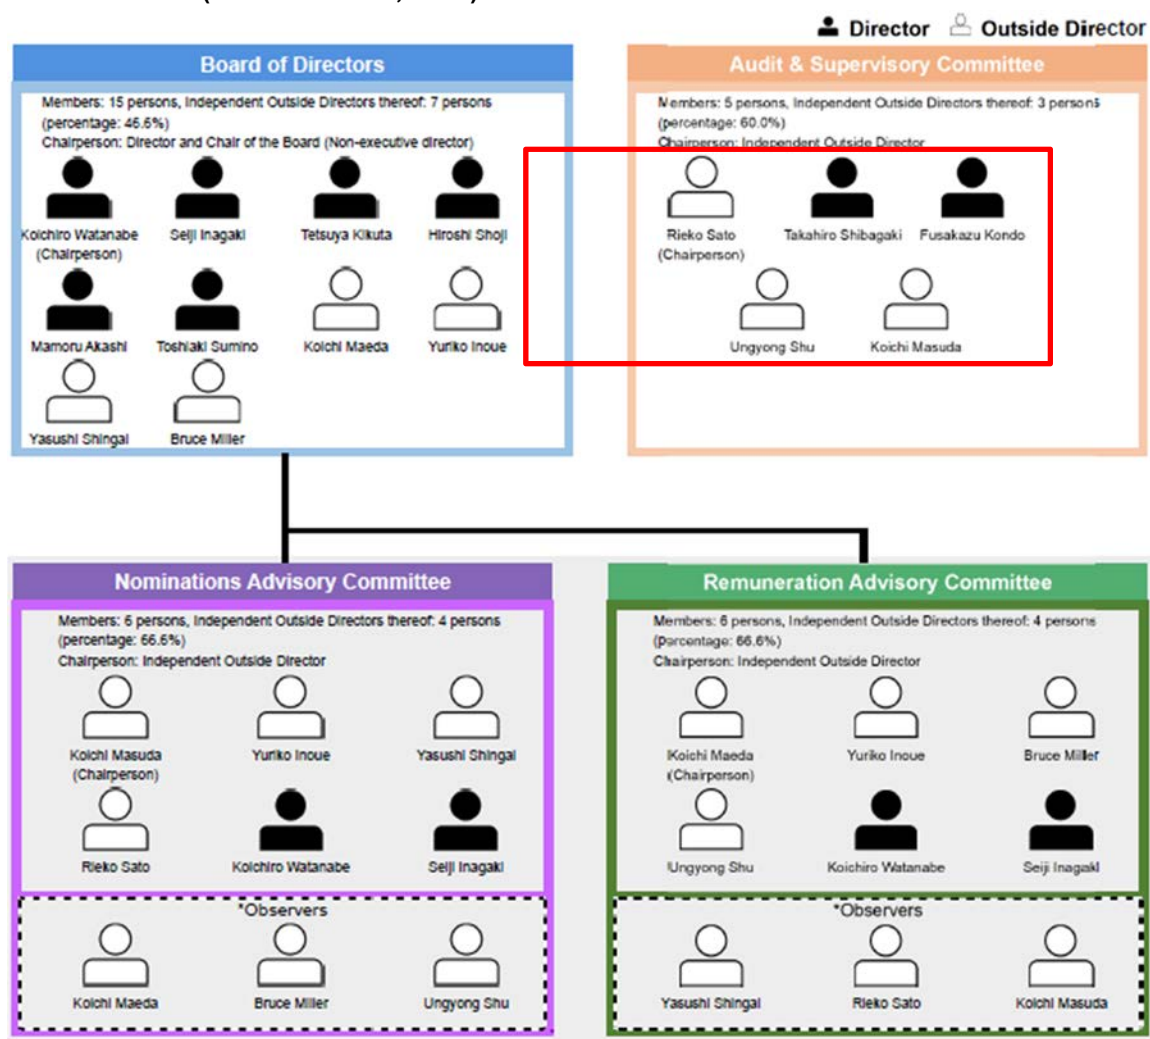 Director Outside Director
Board of Directors
Members: 15 persons, Independent Outside Directors thereof: 7 persons
(percentage: 46.6%)
Chairperson: Director and Chair of the Board (Non-executive director)
Koichiro Watanabe Seiji Inagaki Tetsuya Kikuta Hiroshi Shoji
(Chairperson)
Mamoru Akashi Toshiaki Sumino Koichi Maeda Yuriko Inoue
Yasushi Shingai Bruce Miller
Audit & Supervisory Committee
Members: 5 persons, Independent Outside Directors thereof: 3 persons
(percentage: 60.0%)
Chairperson: Independent Outside Director
Rieko Sato Takahiro Shibagaki Fusakazu Kondo
(Chairperson)
Ungyong Shu Koichi Masuda
Nominations Advisory Committee
Members: 6 persons, Independent Outside Directors thereof: 4 persons
(percentage: 66.6%)
Chairperson: Independent Outside Director
Koichi Masuda Yuriko Inoue Yasushi Shingai
(Chairperson)
Rieko Sato Koichiro Watanabe Seiji Inagaki
*Observers
Koichi Maeda Bruce Miller Ungyong Shu
Remuneration Advisory Committee
Members: 6 persons, Independent Outside Directors thereof: 4 persons
(percentage: 66.6%)
Chairperson: Independent Outside Director
Koichi Maeda Yuriko Inoue Bruce Miller
(Chairperson)
Ungyong Shu Koichiro Watanabe Seiji Inagaki
*Observers
Yasushi Shingai Rieko Sato Koichi Masuda